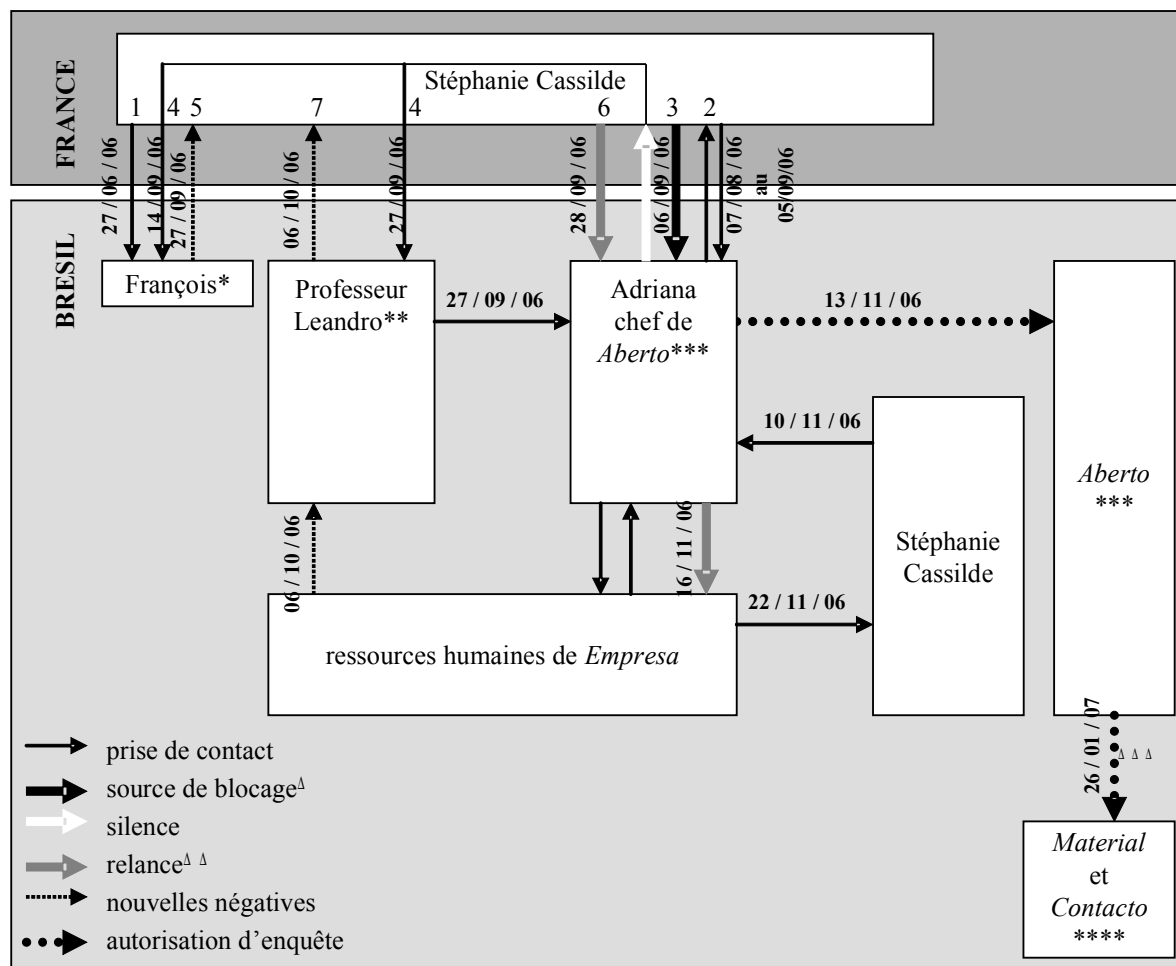 FRANCE
Stéphanie Cassilde
1 4 5 7 4 6 3 2
27 / 06 / 06
14 / 09 / 06
27 / 09 / 06
06 / 10 / 06
27 / 09 / 06
28 / 09 / 06
06 / 09 / 06
07 / 08 / 06
au
05/09/06
BRESIL
François*
Professeur
Leandro**
27 / 09 / 06
Adriana
chef de
Aberto***
13 / 11 / 06
10 / 11 / 06
Aberto
***
Stéphanie
Cassilde
06 / 10 / 06
16 / 11 / 06
22 / 11 / 06
ressources humaines de Empresa
26 / 01 / 07
Δ Δ Δ
Material
et
Contacto
****
prise de contact
source de blocageΔ
silence
relanceΔ Δ
nouvelles négatives
autorisation d’enquête